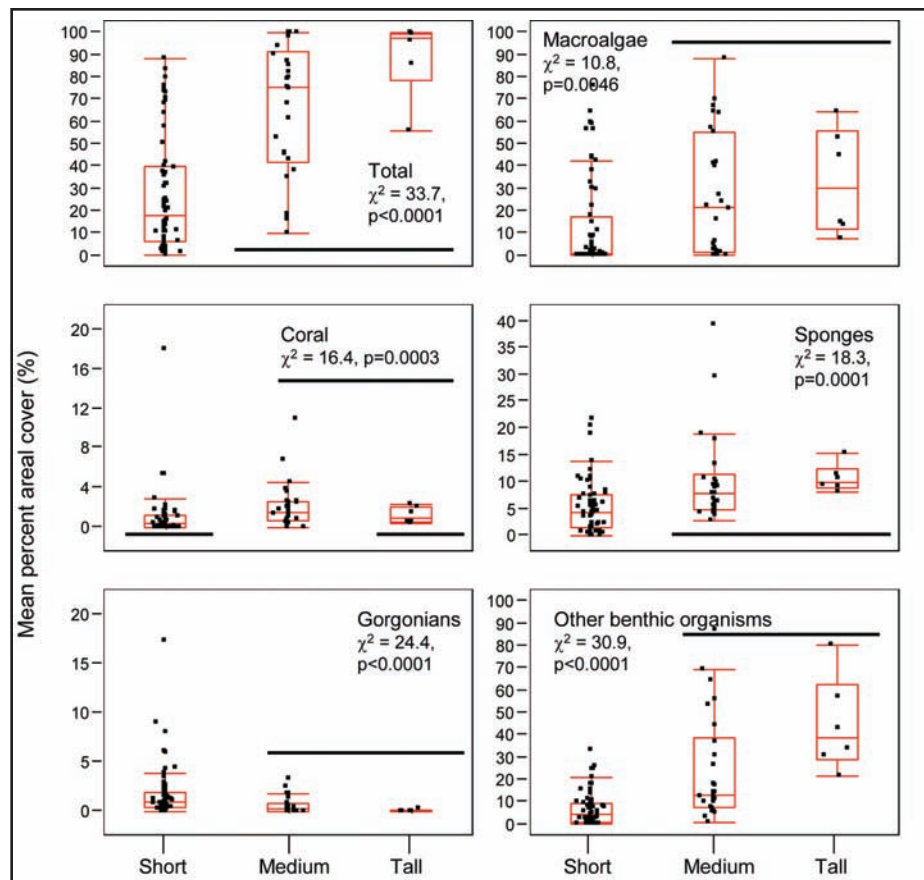 Mean percent areal cover (%)
100
90
80
70
60
50
40
30
20
10
0
Total
χ² = 33.7,
p<0.0001
100
90
80
70
60
50
40
30
20
10
0
Macroalgae
χ² = 10.8,
p=0.0046
20
16
12
8
4
2
0
Coral
χ² = 16.4, p=0.0003
40
35
30
25
20
15
10
5
0
Sponges
χ² = 18.3,
p=0.0001
20
15
10
5
0
Gorgonians
χ² = 24.4,
p<0.0001
100
90
80
70
60
50
40
30
20
10
0
Other benthic organisms
χ² = 30.9,
p<0.0001
Short Medium Tall
Short Medium Tall